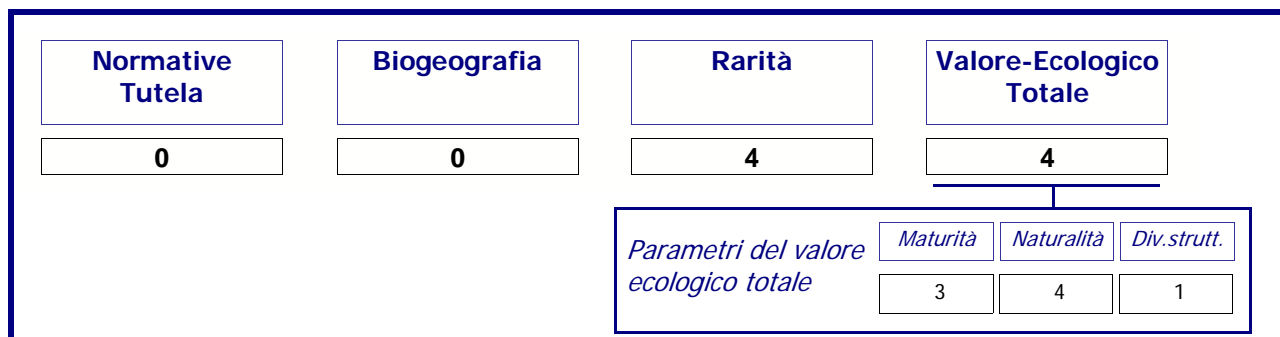 Normative
Tutela
Biogeografia
Rarità
Valore-Ecologico
Totale
0
0
4
4
Parametri del valore
ecologico totale
Maturità
Naturalità
Div.strutt.
3
4
1